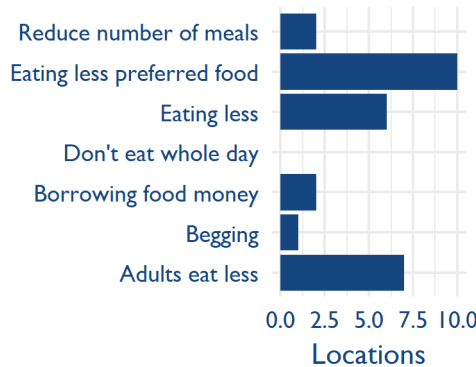 Reduce number of meals
Eating less preferred food
Eating less
Don't eat whole day
Borrowing food money
Begging
Adults eat less
0.0 2.5 5.0 7.5 10.0
Locations